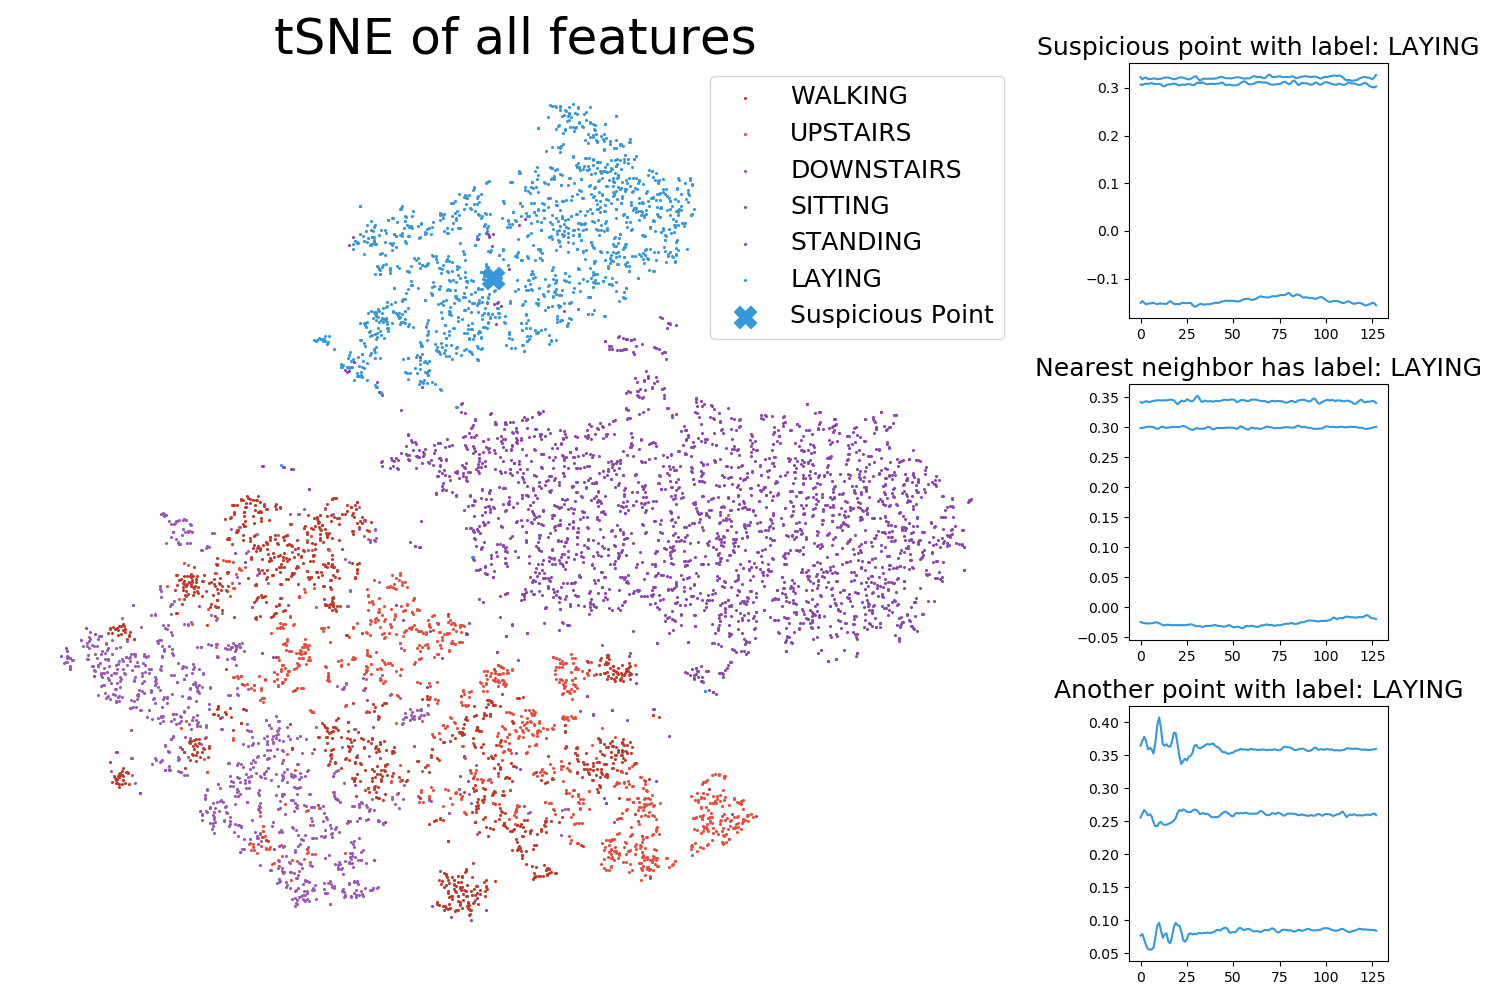 tSNE of all features
WALKING
UPSTAIRS
DOWNSTAIRS
SITTING
STANDING
LAYING
Suspicious Point
Suspicious point with label: LAYING
0.3
0.2
0.1
0.0
−0.1
0 25 50 75 100 125
Nearest neighbor has label: LAYING
0.35
0.30
0.25
0.20
0.15
0.10
0.05
0.00
−0.05
0 25 50 75 100 125
Another point with label: LAYING
0.40
0.35
0.30
0.25
0.20
0.15
0.10
0.05
0 25 50 75 100 125